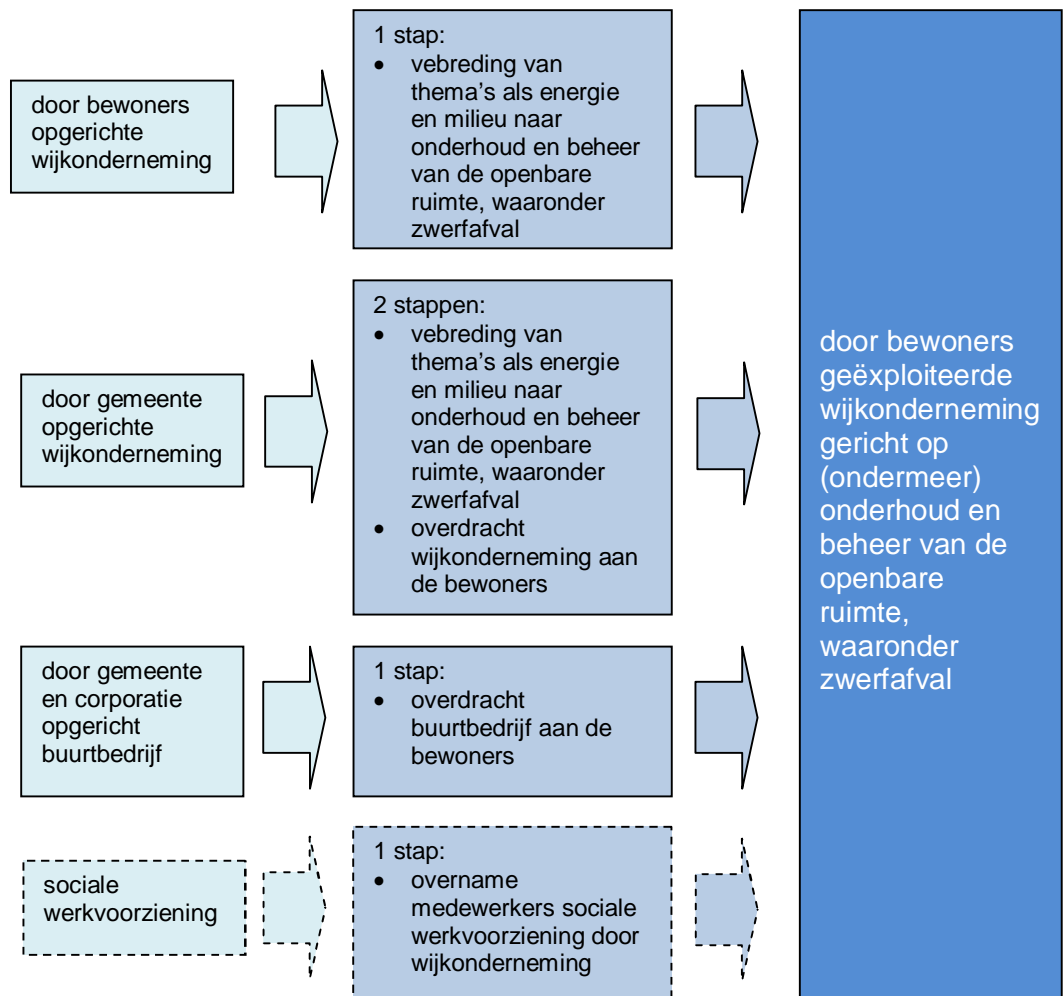 door bewoners
opgerichte
wijkonderneming
1 stap:
• vebreding van
thema's als energie
en milieu naar
onderhoud en beheer
van de openbare
ruimte, waaronder
zwerfafval
door gemeente
opgerichte
wijkonderneming
2 stappen:
• vebreding van
thema's als energie
en milieu naar
onderhoud en beheer
van de openbare
ruimte, waaronder
zwerfafval
• overdracht
wijkonderneming aan
de bewoners
door gemeente
en corporatie
opgericht
buurtbedrijf
1 stap:
• overdracht
buurtbedrijf aan de
bewoners
sociale
werkvoorziening
1 stap:
• overname
medewerkers sociale
werkvoorziening door
wijkonderneming
door bewoners
geëxploiteerde
wijkonderneming
gericht op
(ondermeer)
onderhoud en
beheer van de
openbare
ruimte,
waaronder
zwerfafval